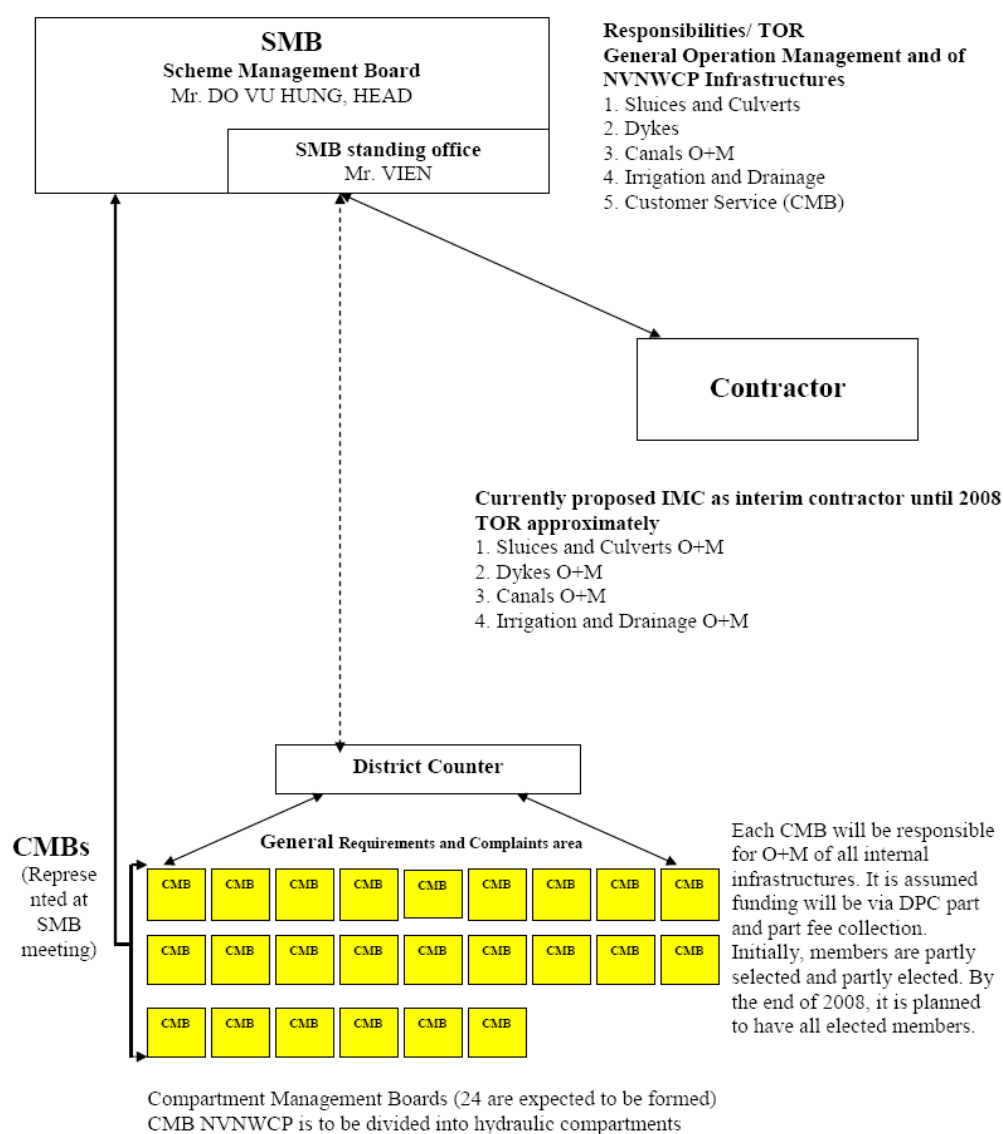 SMB
Scheme Management Board
Mr. DO VU HUNG, HEAD
SMB standing office
Mr. VIEN
Responsibilities/ TOR
General Operation Management and of
NVNWCP Infrastructures
1. Sluices and Culverts
2. Dykes
3. Canals O+M
4. Irrigation and Drainage
5. Customer Service (CMB)
Contractor
Currently proposed IMC as interim contractor until 2008
TOR approximately
1. Sluices and Culverts O+M
2. Dykes O+M
3. Canals O+M
4. Irrigation and Drainage O+M
District Counter
General Requirements and Complaints area
CMBs
(Represe
nted at
SMB
meeting)
CMB CMB CMB CMB CMB CMB CMB CMB CMB
CMB CMB CMB CMB CMB CMB CMB CMB CMB
CMB CMB CMB CMB CMB CMB
Each CMB will be responsible
for O+M of all internal
infrastructures. It is assumed
funding will be via DPC part
and part fee collection.
Initially, members are partly
selected and partly elected. By
the end of 2008, it is planned
to have all elected members.
Compartment Management Boards (24 are expected to be formed)
CMB NVNWCP is to be divided into hydraulic compartments